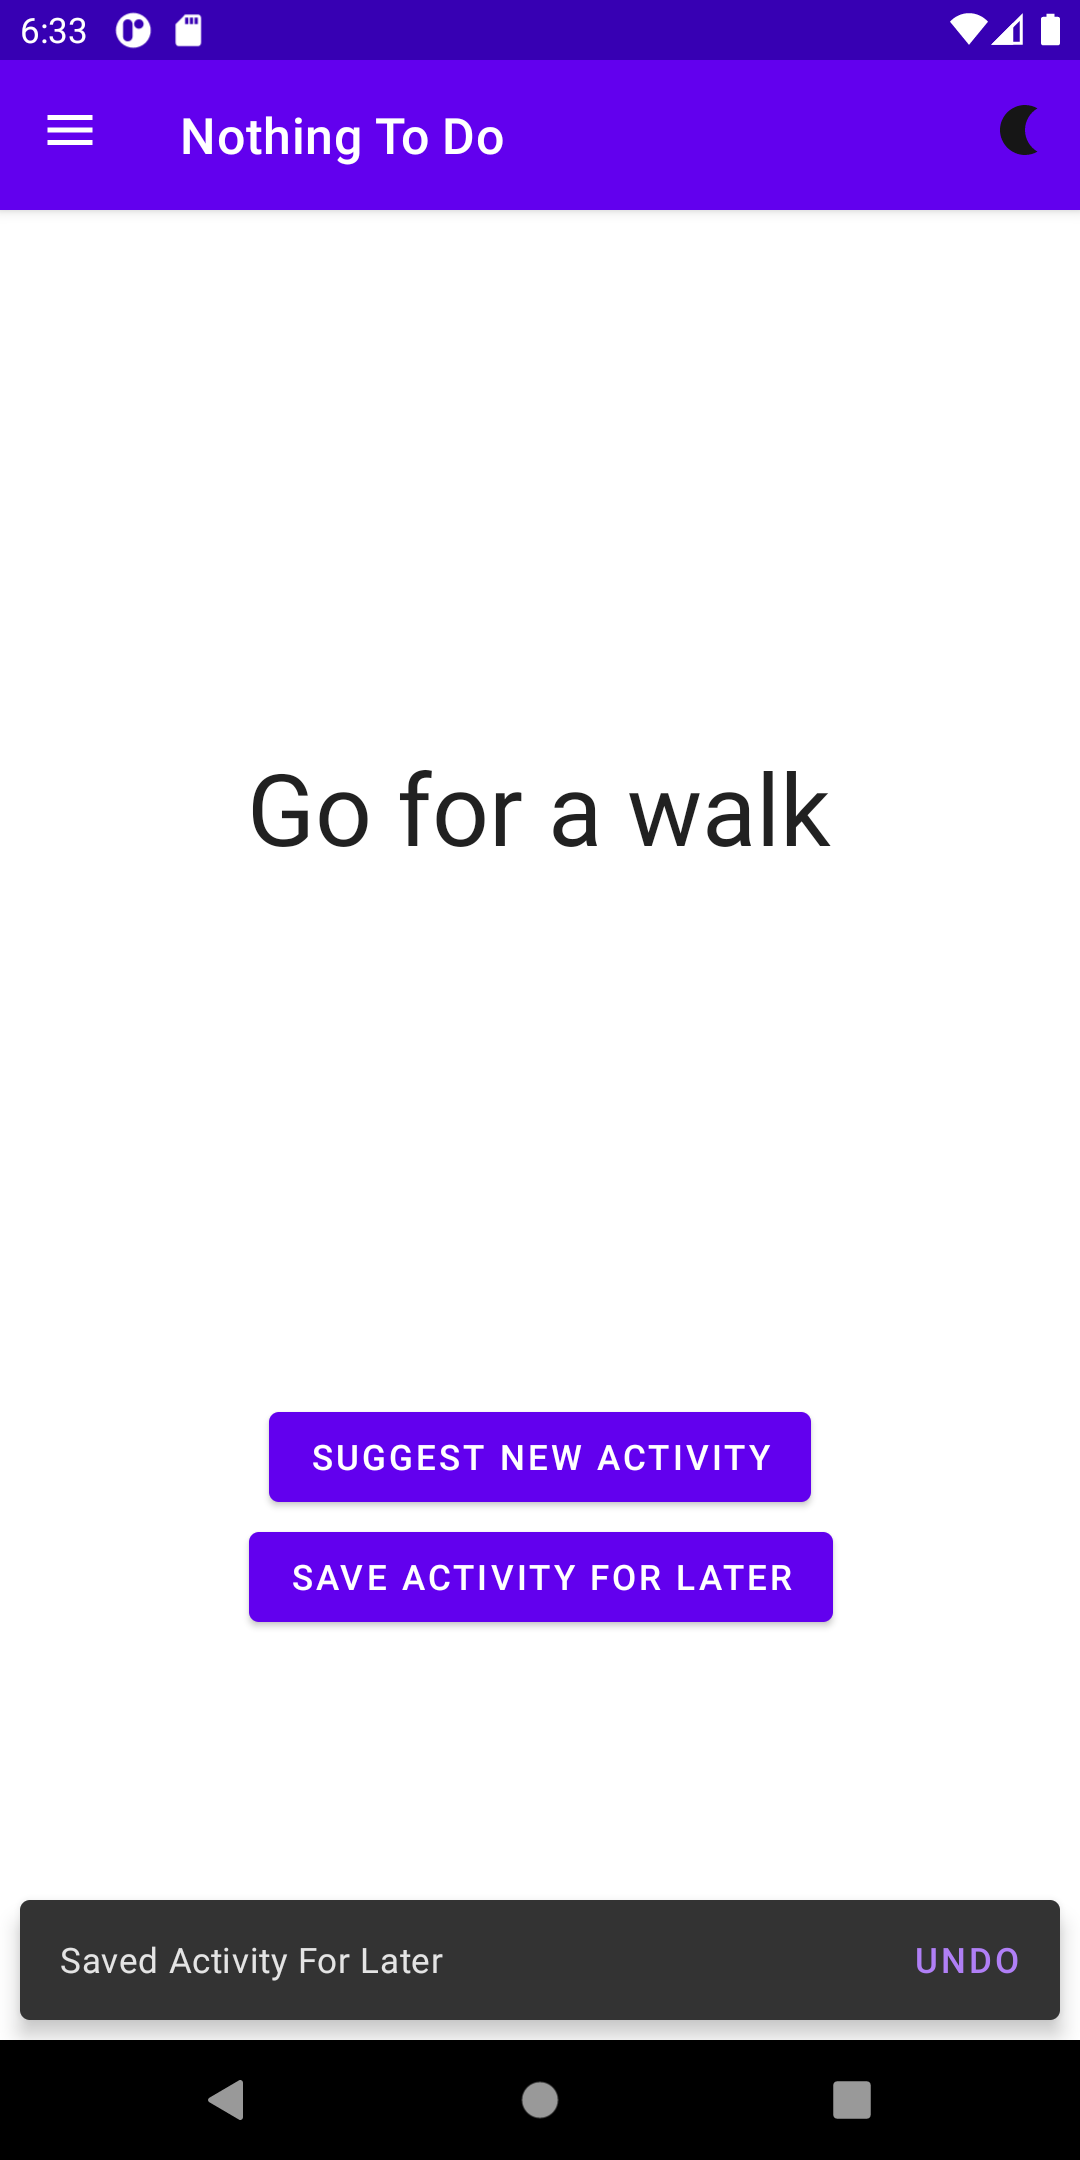 6:33
Nothing To Do
Go for a walk
SUGGEST NEW ACTIVITY
SAVE ACTIVITY FOR LATER
Saved Activity For Later
UNDO